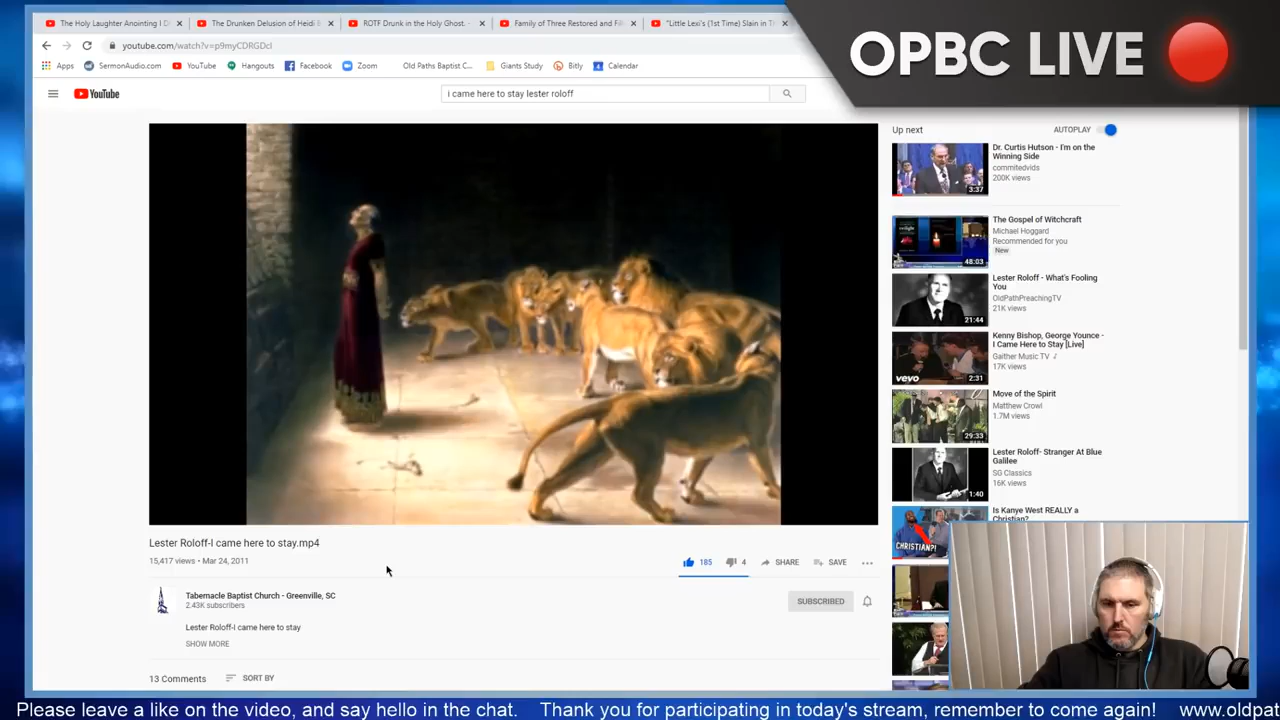 The Holy Laughter Anointing I D
The Drunken Delusion of Heidi B
ROTF Drunk in the Holy Ghost. -
Family of Three Restored and Fil
"Little Lexi's (1st Time) Slain in Th
OPBC LIVE
youtube.com/watch?v=p9myCDRGDcI
Apps
SermonAudio.com
YouTube
Hangouts
Facebook
Zoom
Old Paths Baptist C...
Giants Study
Bitly
Calendar
YouTube
i came here to stay lester roloff
Up next
AUTOPLAY
Dr. Curtis Hutson - I'm on the
Winning Side
commitedvids
200K views
3:37
The Gospel of Witchcraft
Michael Hoggard
Recommended for you
New
48:03
Lester Roloff - What's Fooling
You
OldPathPreachingTV
21K views
21:44
Kenny Bishop, George Younce -
I Came Here to Stay [Live]
Gaither Music TV
17K views
vevo
2:31
Move of the Spirit
Matthew Crowl
1.7M views
29:33
Lester Roloff- Stranger At Blue
Galilee
SG Classics
16K views
1:40
Is Kanye West REALLY a
Christian?
CHRISTIAN?!
Lester Roloff-I came here to stay.mp4
15,417 views • Mar 24, 2011
185
4
SHARE
SAVE
Tabernacle Baptist Church - Greenville, SC
2.43K subscribers
SUBSCRIBED
Lester Roloff-I came here to stay
SHOW MORE
13 Comments
SORT BY
Please leave a like on the video, and say hello in the chat. Thank you for participating in today's stream, remember to come again! www.oldpat